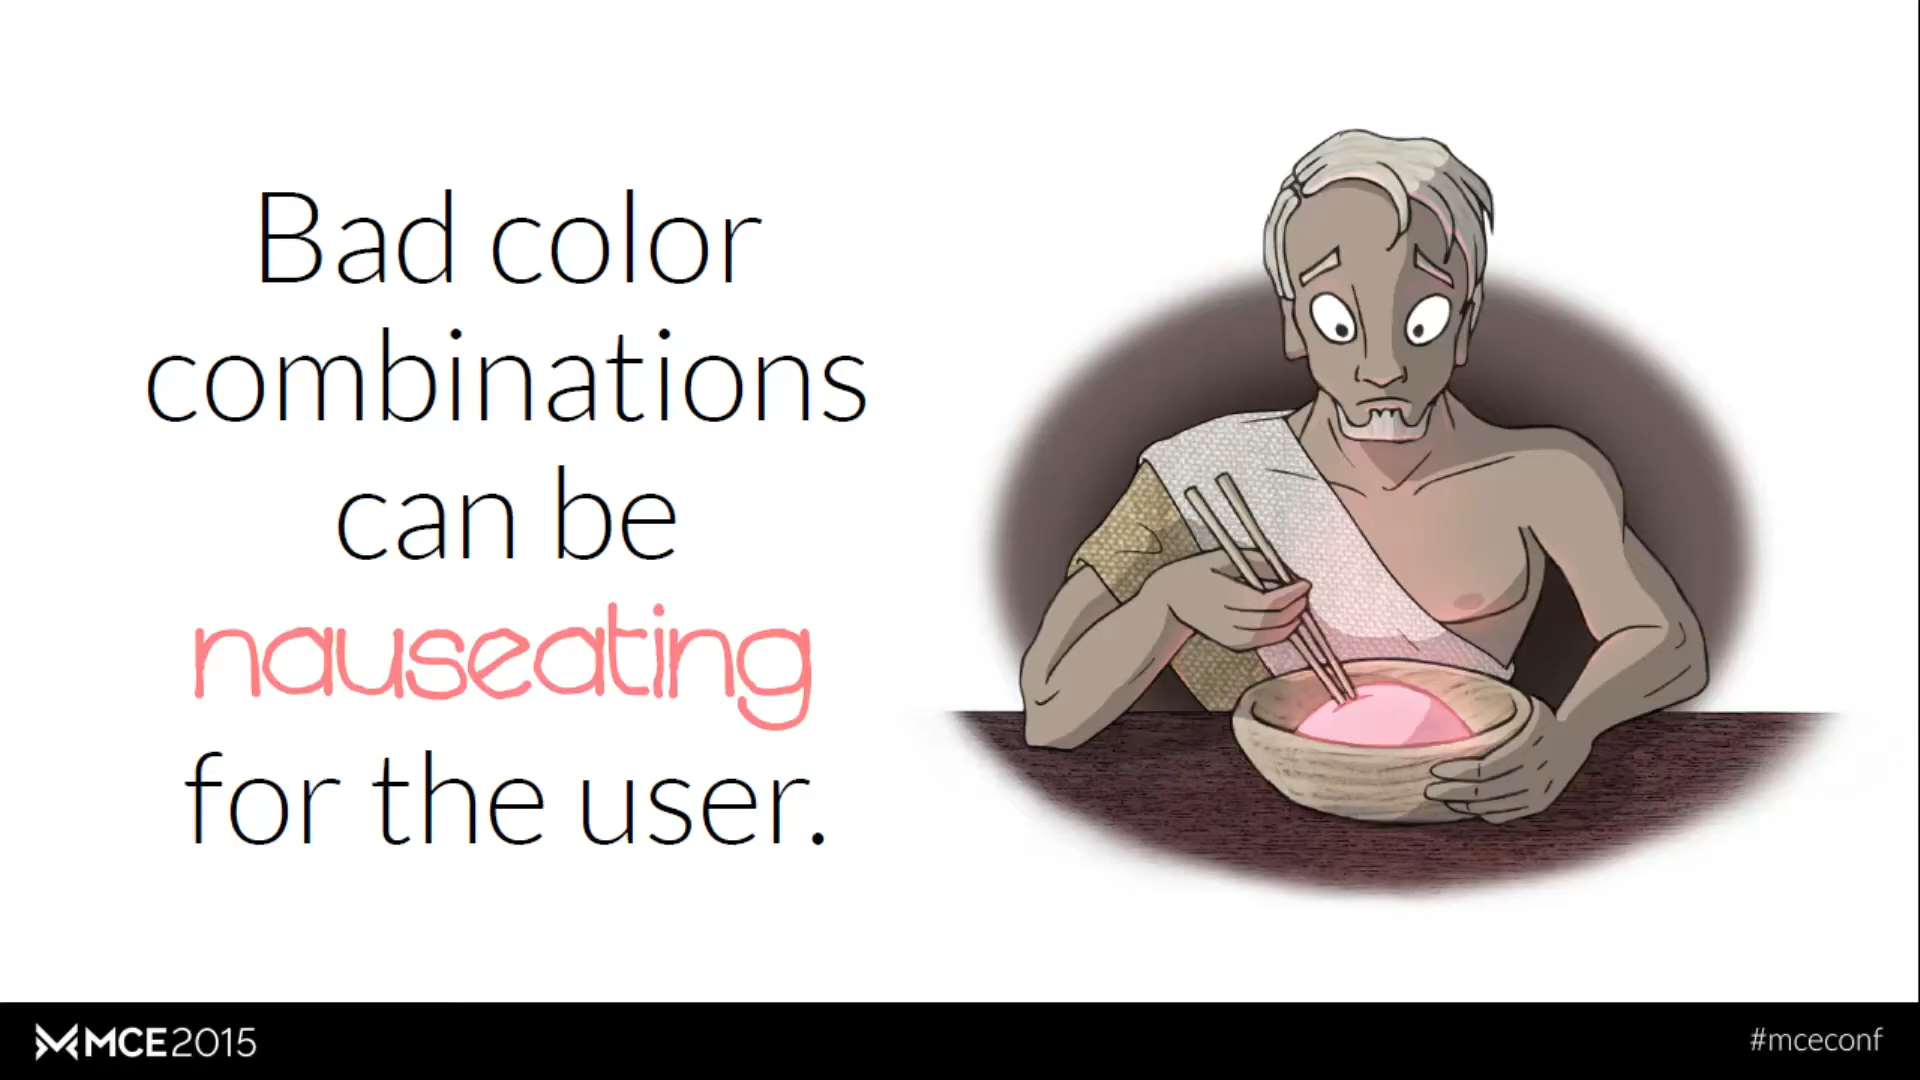 Bad color
combinations
can be
nauseating
for the user.
MCE2015
#mceconf